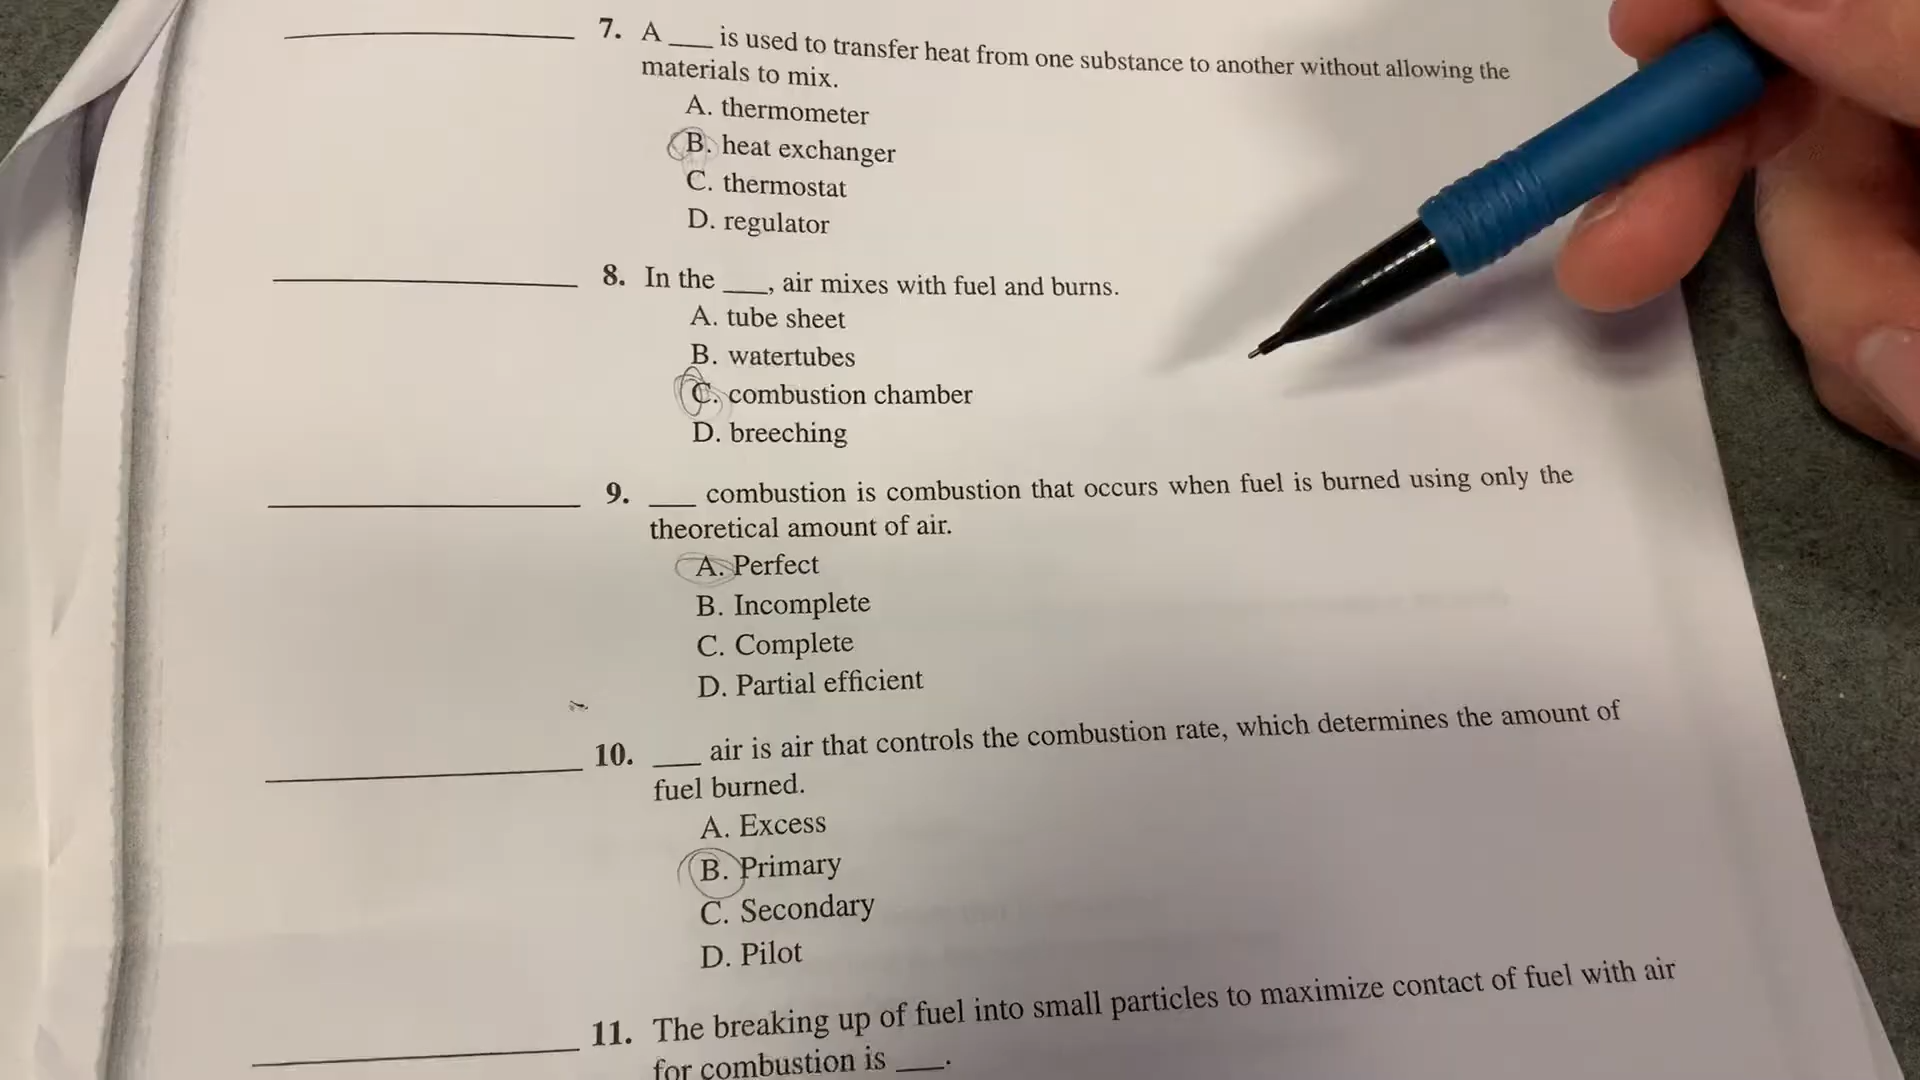 7. A ___ is used to transfer heat from one substance to another without allowing the
materials to mix.
A. thermometer
B. heat exchanger
C. thermostat
D. regulator
8. In the ___, air mixes with fuel and burns.
A. tube sheet
B. watertubes
C. combustion chamber
D. breeching
9. ___ combustion is combustion that occurs when fuel is burned using only the
theoretical amount of air.
A. Perfect
B. Incomplete
C. Complete
D. Partial efficient
10. ___ air is air that controls the combustion rate, which determines the amount of
fuel burned.
A. Excess
B. Primary
C. Secondary
D. Pilot
11. The breaking up of fuel into small particles to maximize contact of fuel with air
for combustion is ___.